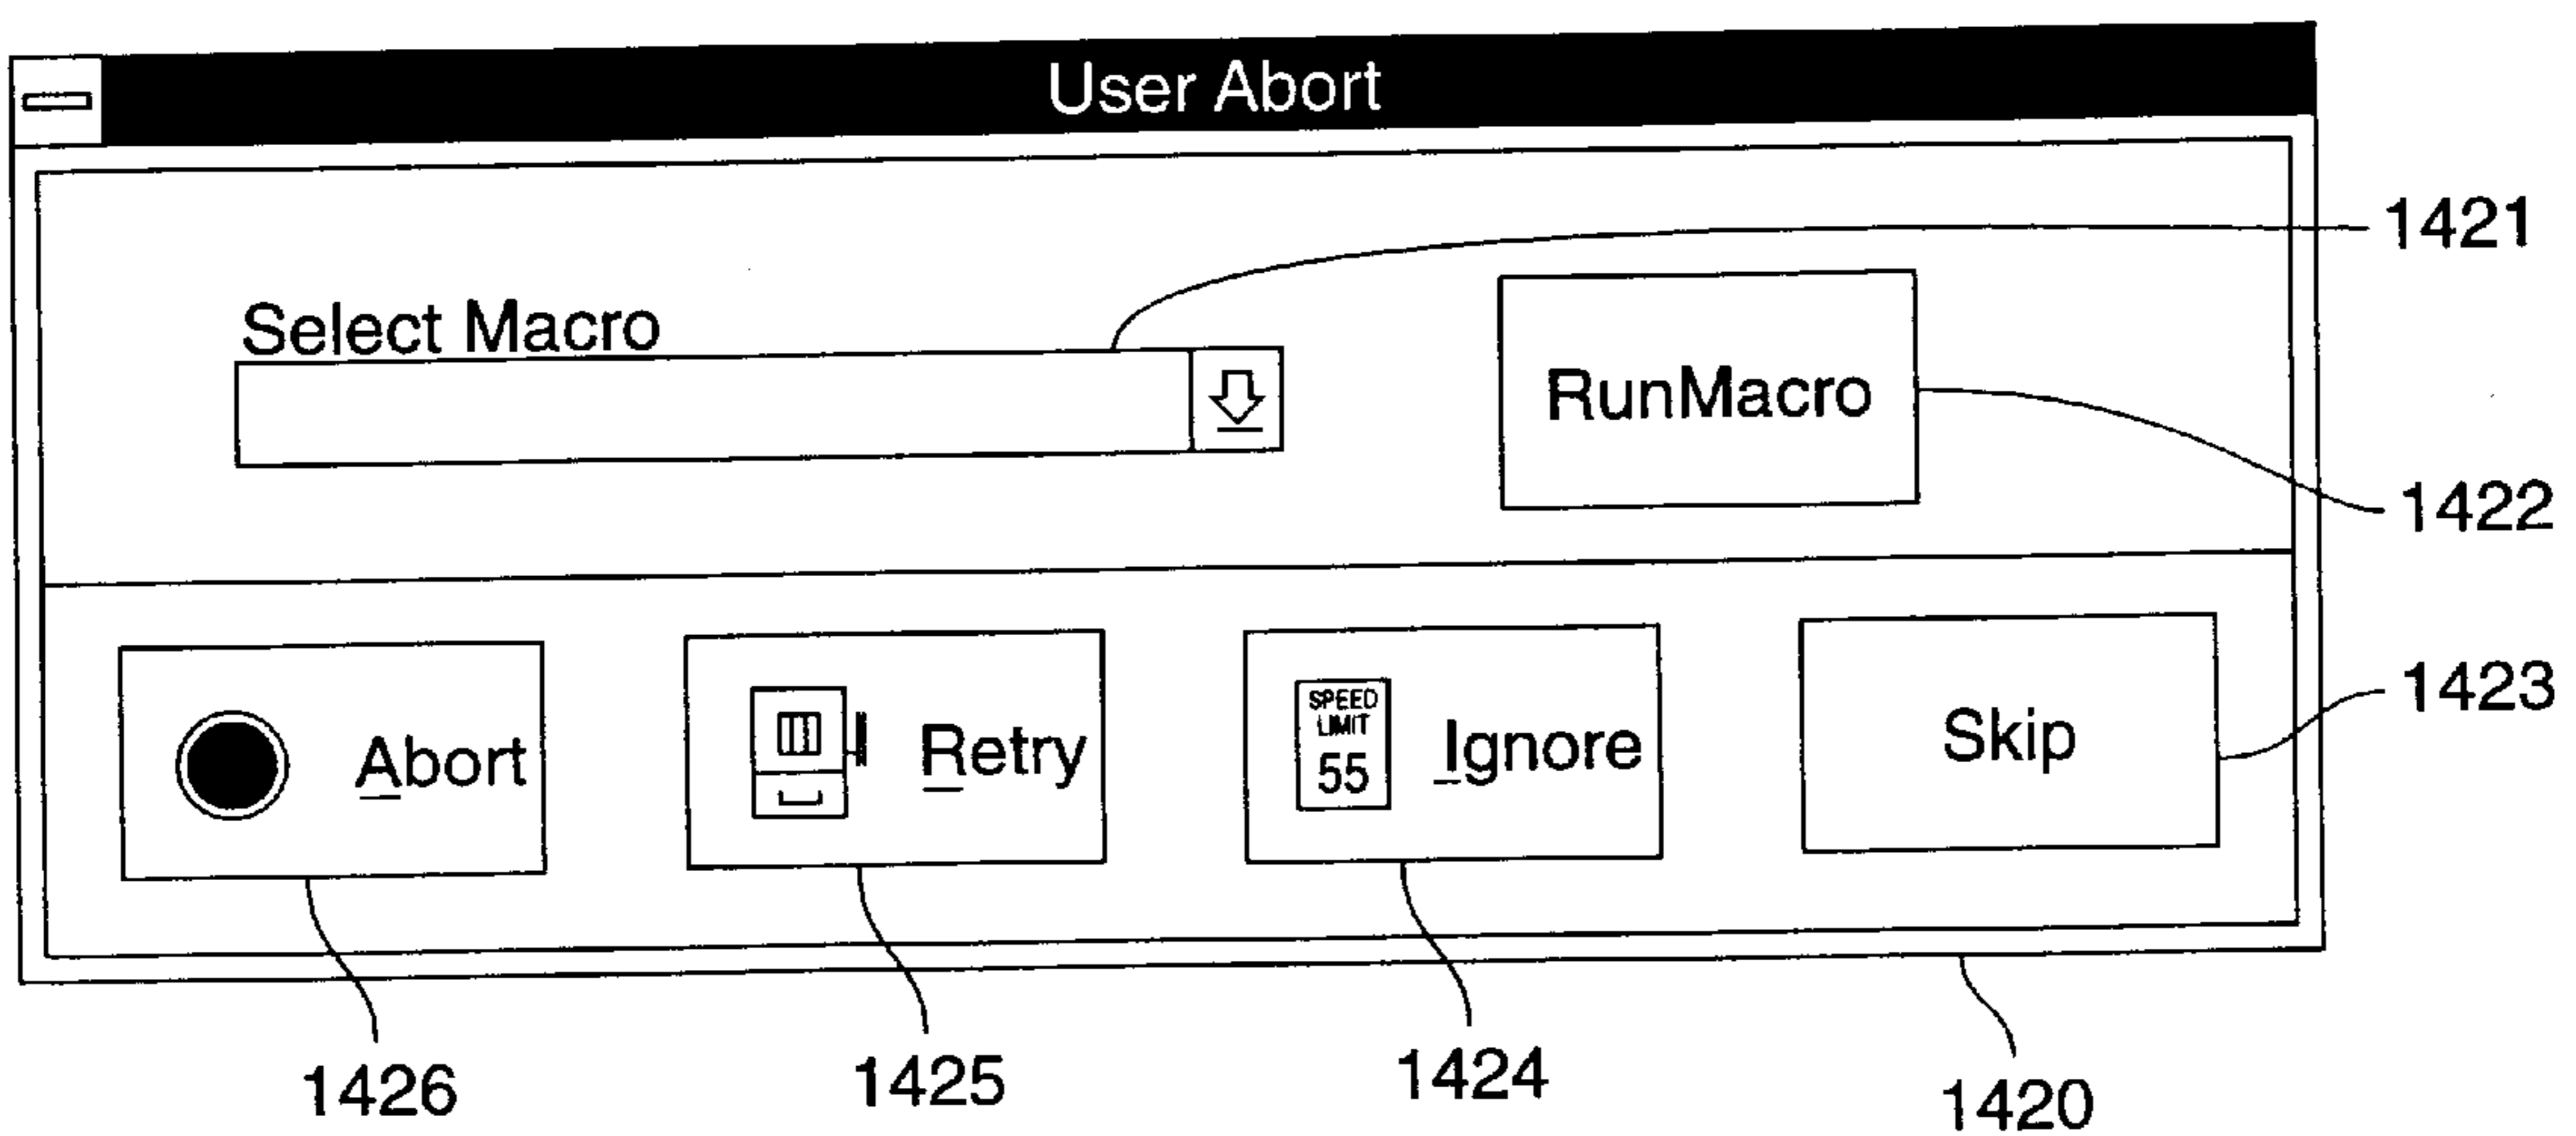 User Abort
1421
Select Macro
RunMacro
1422
Abort
Retry
SPEED
LIMIT
55
Ignore
Skip
1423
1426
1425
1424
1420